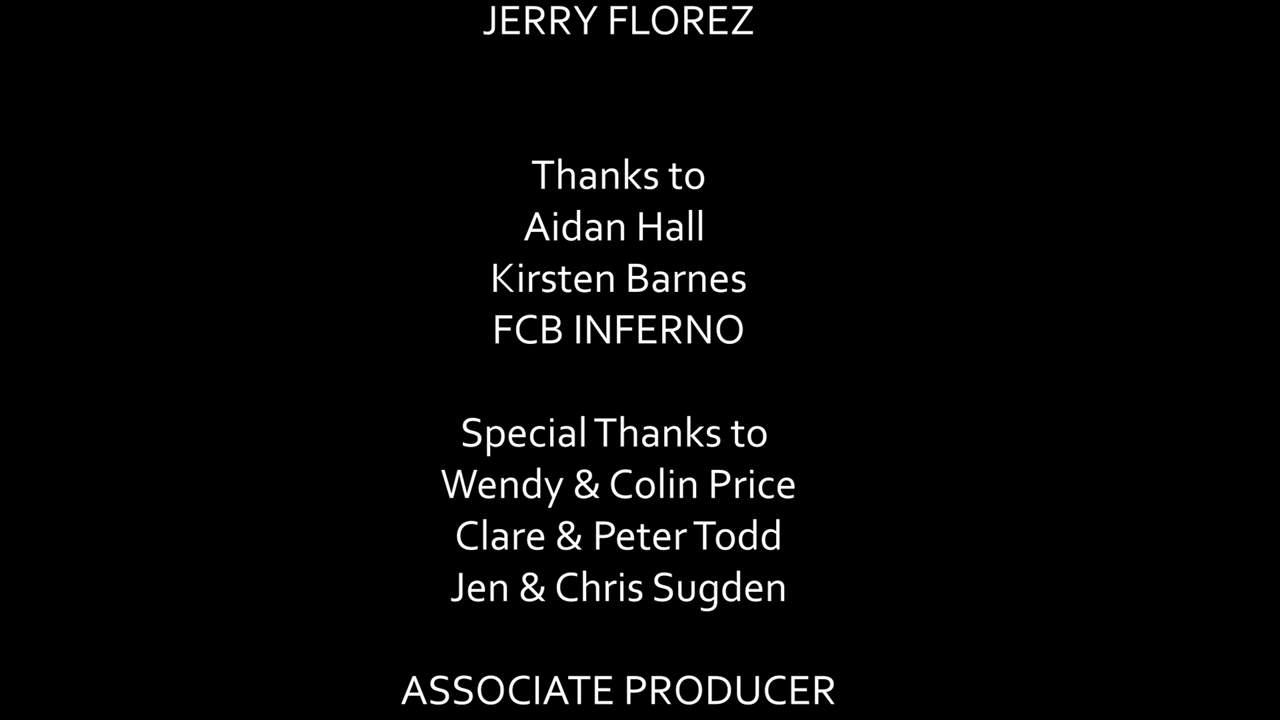 JERRY FLOREZ
Thanks to
Aidan Hall
Kirsten Barnes
FCB INFERNO
Special Thanks to
Wendy & Colin Price
Clare & Peter Todd
Jen & Chris Sugden
ASSOCIATE PRODUCER